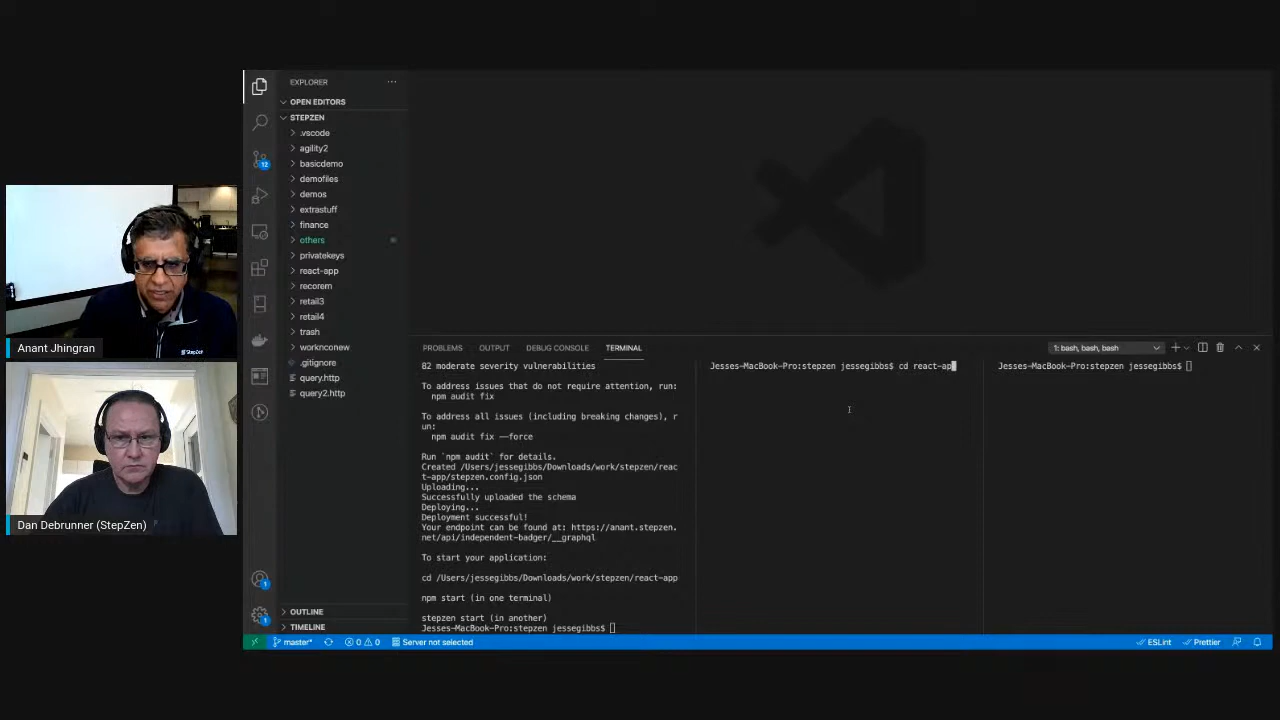 EXPLORER
OPEN EDITORS
STEPZEN
.vscode
agility2
basicdemo
demofiles
demos
extrastuff
finance
others
privatekeys
react-app
recorem
retail3
retail4
trash
worknconew
.gitignore
query.http
query2.http
OUTLINE
TIMELINE
12
1
1
Anant Jhingran
StepZen
Dan Debrunner (StepZen)
PROBLEMS OUTPUT DEBUG CONSOLE TERMINAL
1: bash, bash, bash
82 moderate severity vulnerabilities
To address issues that do not require attention, run:
npm audit fix
To address all issues (including breaking changes), r
un:
npm audit fix --force
Run `npm audit` for details.
Created /Users/jessegibbs/Downloads/work/stepzen/reac
t-app/stepzen.config.json
Uploading...
Successfully uploaded the schema
Deploying...
Deployment successful!
Your endpoint can be found at: https://anant.stepzen.
net/api/independent-badger/__graphql
To start your application:
cd /Users/jessegibbs/Downloads/work/stepzen/react-app
npm start (in one terminal)
stepzen start (in another)
Jesses-MacBook-Pro:stepzen jessegibbs$
Jesses-MacBook-Pro:stepzen jessegibbs$ cd react-ap
Jesses-MacBook-Pro:stepzen jessegibbs$
master* 0 0 Server not selected ESLint Prettier